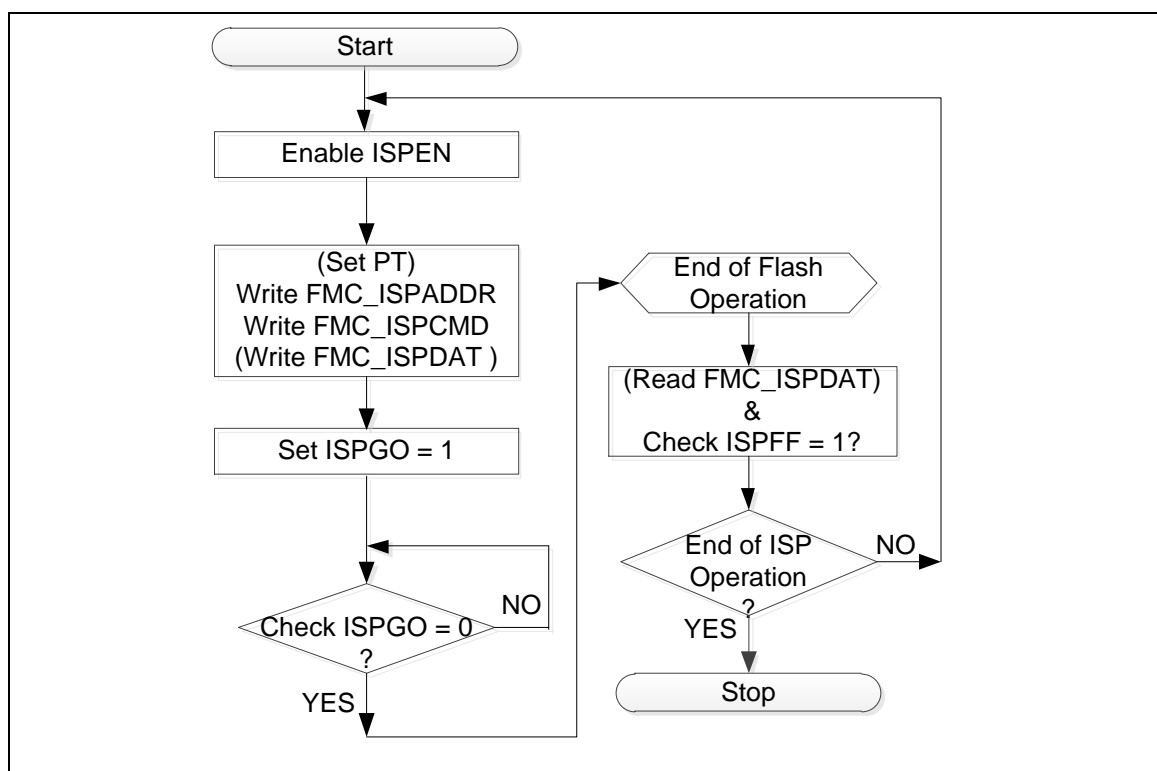 Start
Enable ISPEN
(Set PT)
Write FMC_ISPADDR
Write FMC_ISPCMD
(Write FMC_ISPDAT )
Set ISPGO = 1
Check ISPGO = 0
?
NO
YES
End of Flash
Operation
(Read FMC_ISPDAT)
&
Check ISPFF = 1?
End of ISP
Operation
?
NO
YES
Stop